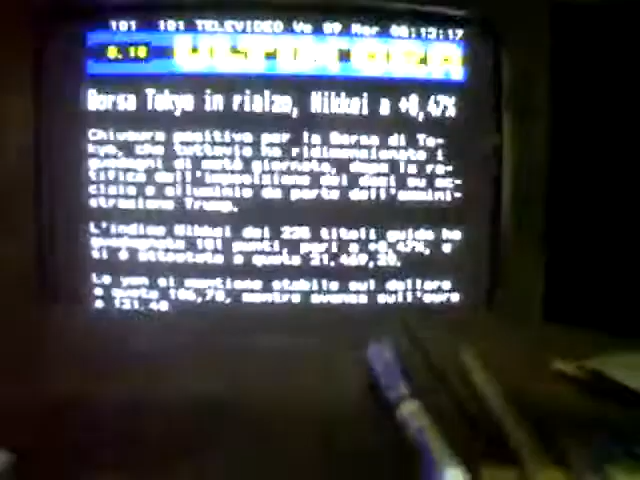 101 101 TELEVIDEO Ve 09 Mar 08:13:17
8.10 ULTIM'ORA
Borsa Tokyo in rialzo, Nikkei a +0,47%
Chiusura positiva per la Borsa di To-
kyo, che tuttavia ha ridimensionato i
guadagni di metà giornata, dopo la ra-
tifica dell'imposizione dei dazi su ac-
ciaio e alluminio da parte dell'ammini-
strazione Trump.
L'indice Nikkei dei 225 titoli guida ha
guadagnato 101 punti, pari a +0,47%, e
si è attestato a quota 21.469,20.
Lo yen si mantiene stabile sul dollaro
a quota 106,78, mentre avanza sull'euro
a 131,40